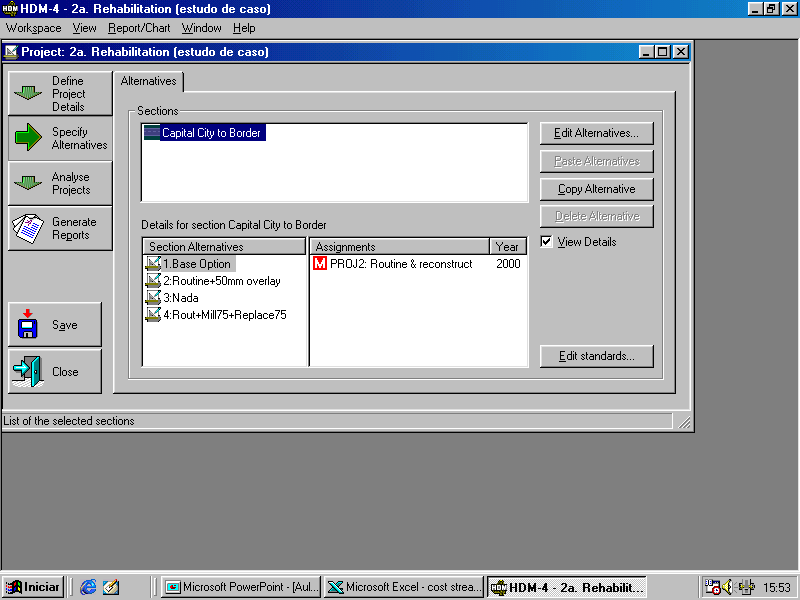 HDM-4 - 2a. Rehabilitation (estudo de caso)
Workspace View Report/Chart Window Help
Project: 2a. Rehabilitation (estudo de caso)
Define
Project
Details
Specify
Alternatives
Analyse
Projects
Generate
Reports
Save
Close
Alternatives
Sections
Capital City to Border
Edit Alternatives...
Paste Alternatives
Copy Alternative
Delete Alternative
View Details
Details for section Capital City to Border
Section Alternatives Assignments Year
1.Base Option M PROJ2: Routine & reconstruct 2000
2:Routine+50mm overlay
3:Nada
4:Rout+Mill75+Replace75
Edit standards...
List of the selected sections
Iniciar Microsoft PowerPoint - [Aul... Microsoft Excel - cost strea... HDM-4 - 2a. Rehabilit... 15:53